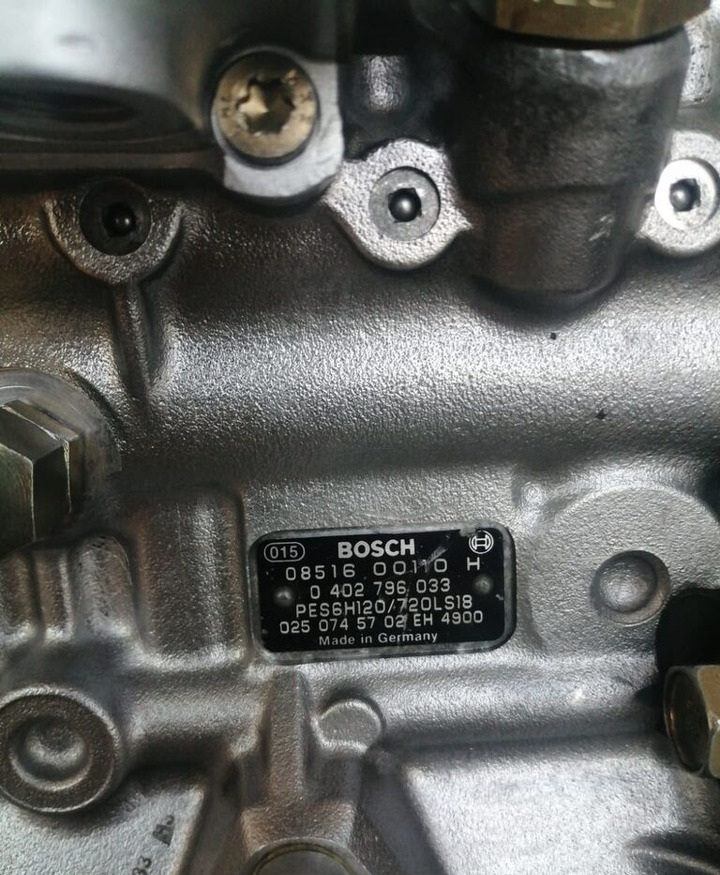 015 BOSCH
08516 00110 H
0 402 796 033
PES6H120/720LS18
025 074 57 02 EH 4900
Made in Germany